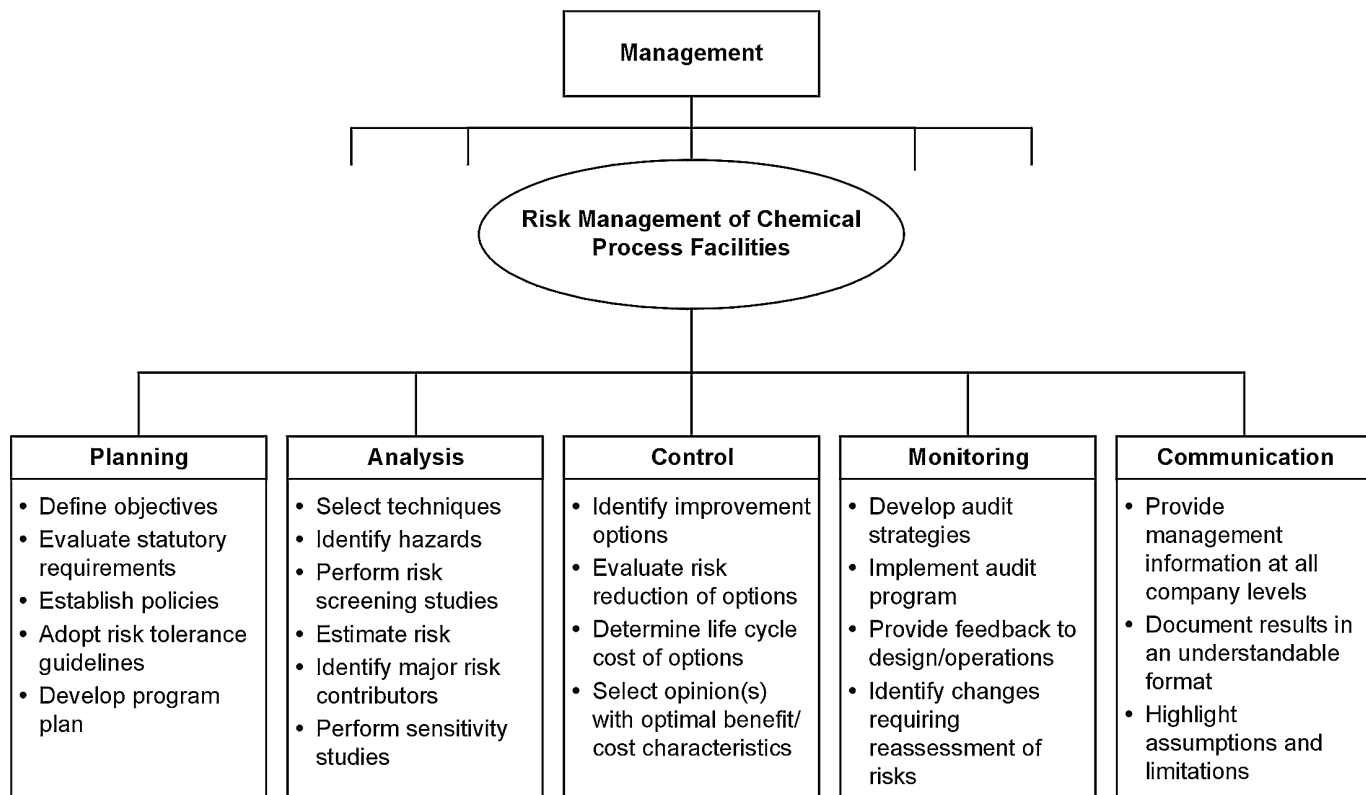 Management
Risk Management of Chemical
Process Facilities
Planning
• Define objectives
• Evaluate statutory
requirements
• Establish policies
• Adopt risk tolerance
guidelines
• Develop program
plan
Analysis
• Select techniques
• Identify hazards
• Perform risk
screening studies
• Estimate risk
• Identify major risk
contributors
• Perform sensitivity
studies
Control
• Identify improvement
options
• Evaluate risk
reduction of options
• Determine life cycle
cost of options
• Select opinion(s)
with optimal benefit/
cost characteristics
Monitoring
• Develop audit
strategies
• Implement audit
program
• Provide feedback to
design/operations
• Identify changes
requiring
reassessment of
risks
Communication
• Provide
management
information at all
company levels
• Document results in
an understandable
format
• Highlight
assumptions and
limitations